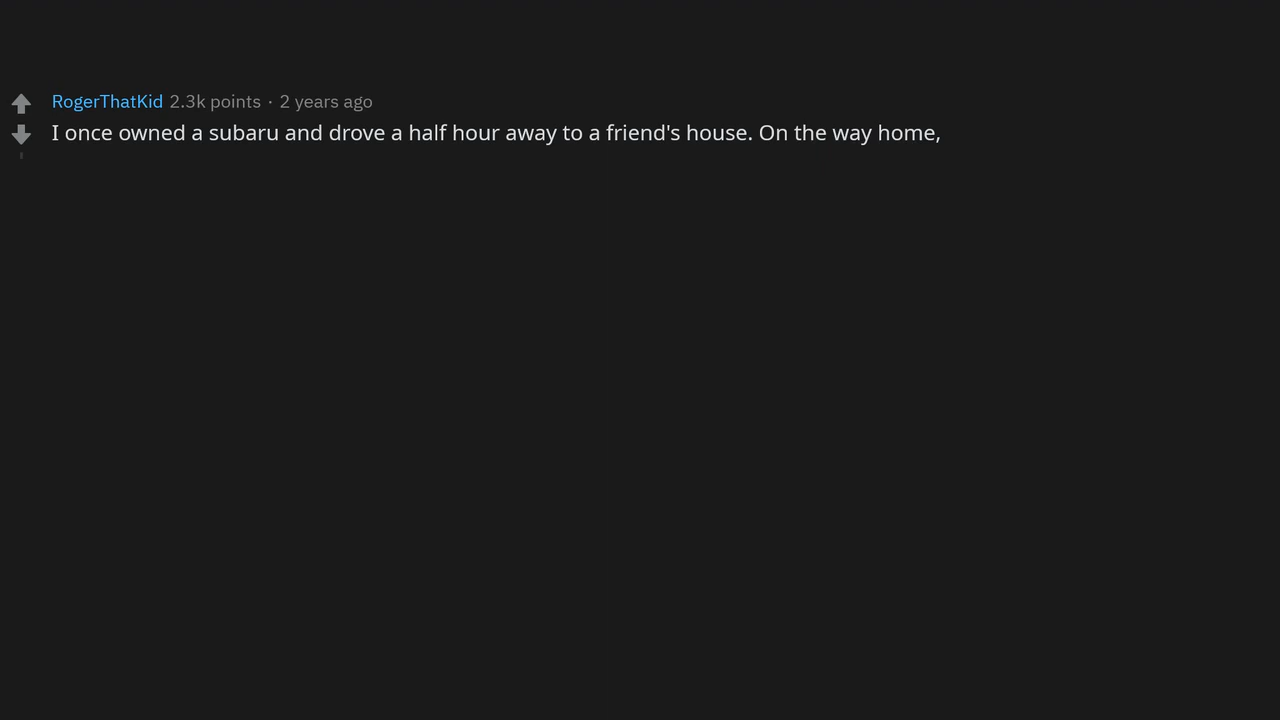 RogerThatKid 2.3k points · 2 years ago
I once owned a subaru and drove a half hour away to a friend's house. On the way home,